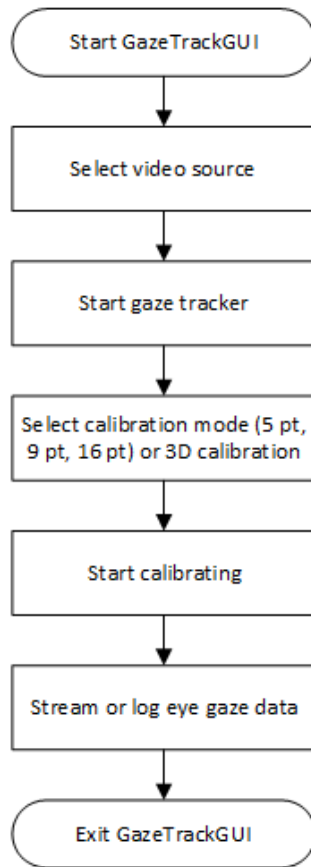 Start GazeTrackGUI
Select video source
Start gaze tracker
Select calibration mode (5 pt,
9 pt, 16 pt) or 3D calibration
Start calibrating
Stream or log eye gaze data
Exit GazeTrackGUI